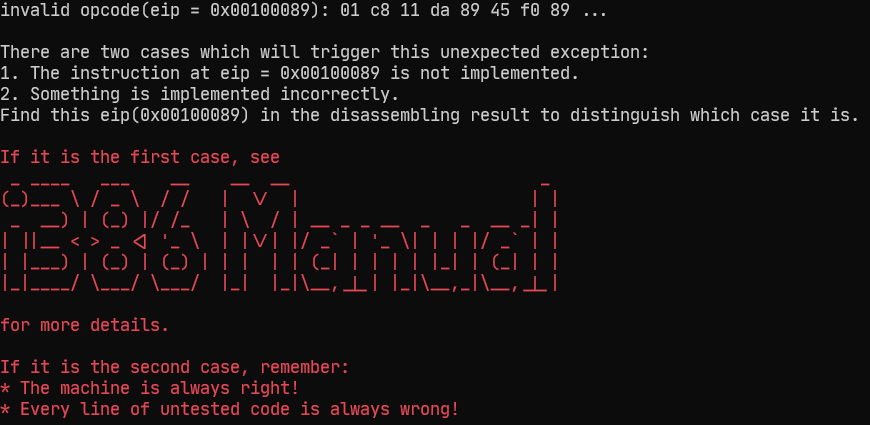 invalid opcode(eip = 0x00100089): 01 c8 11 da 89 45 f0 89 ...
There are two cases which will trigger this unexpected exception:
1. The instruction at eip = 0x00100089 is not implemented.
2. Something is implemented incorrectly.
Find this eip(0x00100089) in the disassembling result to distinguish which case it is.
If it is the first case, see
i386 Manual
for more details.
If it is the second case, remember:
* The machine is always right!
* Every line of untested code is always wrong!